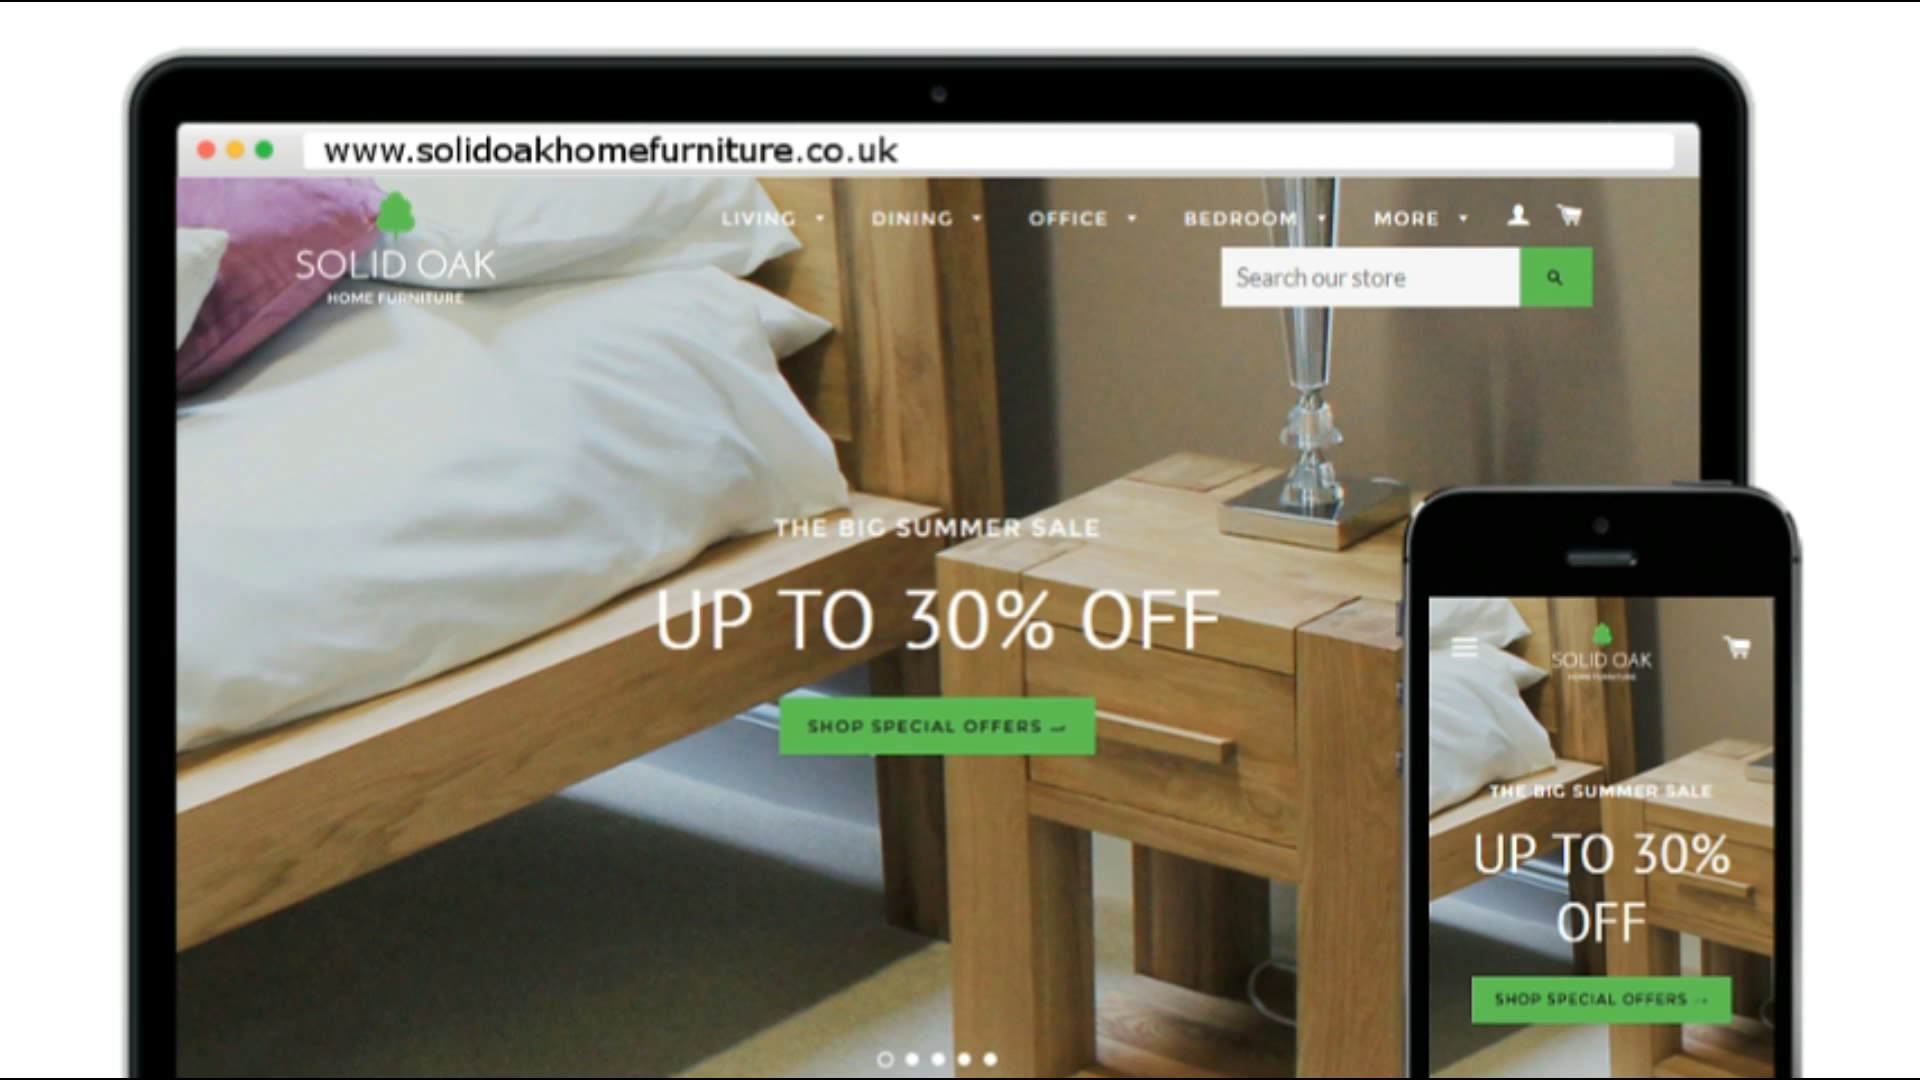 www.solidoakhomefurniture.co.uk
SOLID OAK
HOME FURNITURE
LIVING DINING OFFICE BEDROOM MORE
Search our store
THE BIG SUMMER SALE
UP TO 30% OFF
SHOP SPECIAL OFFERS →
SOLID OAK
HOME FURNITURE
THE BIG SUMMER SALE
UP TO 30%
OFF
SHOP SPECIAL OFFERS →